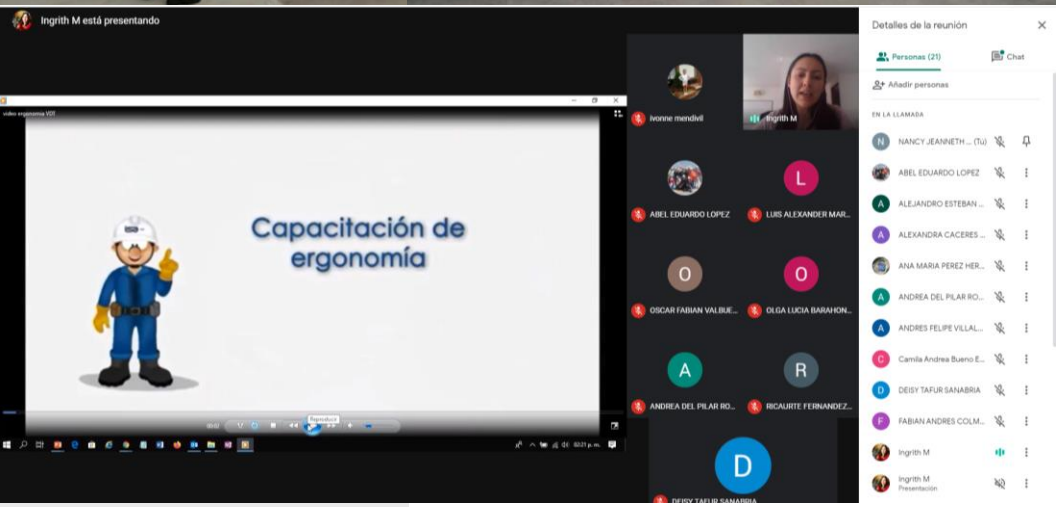 Ingrith M está presentando
video ergonomia VDT
Capacitación de
ergonomía
Reproducir
00:02
03:21 p. m.
ivonne mendivil
Ingrith M
ABEL EDUARDO LOPEZ
LUIS ALEXANDER MAR...
OSCAR FABIAN VALBUE...
OLGA LUCIA BARAHON...
ANDREA DEL PILAR RO...
RICAURTE FERNANDEZ...
DEISY TAFUR SANABRIA
L
O
O
A
R
D
Detalles de la reunión
Personas (21)
Chat
Añadir personas
EN LA LLAMADA
N
NANCY JEANNETH ... (Tú)
ABEL EDUARDO LOPEZ
A
ALEJANDRO ESTEBAN ...
A
ALEXANDRA CACERES ...
ANA MARIA PEREZ HER...
A
ANDREA DEL PILAR RO...
A
ANDRES FELIPE VILLAL...
C
Camila Andrea Bueno E...
D
DEISY TAFUR SANABRIA
F
FABIAN ANDRES COLM...
Ingrith M
Ingrith M
Presentación